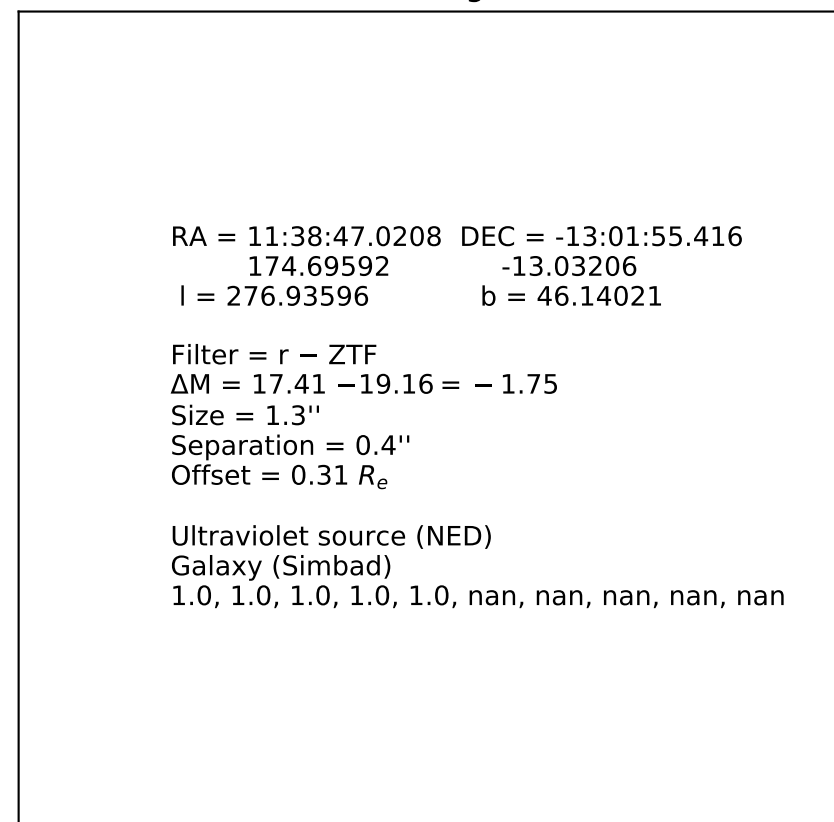 RA = 11:38:47.0208 DEC = -13:01:55.416
174.69592 -13.03206
l = 276.93596 b = 46.14021
Filter = r − ZTF
ΔM = 17.41 −19.16 = − 1.75
Size = 1.3''
Separation = 0.4''
Offset = 0.31 Re
Ultraviolet source (NED)
Galaxy (Simbad)
1.0, 1.0, 1.0, 1.0, 1.0, nan, nan, nan, nan, nan